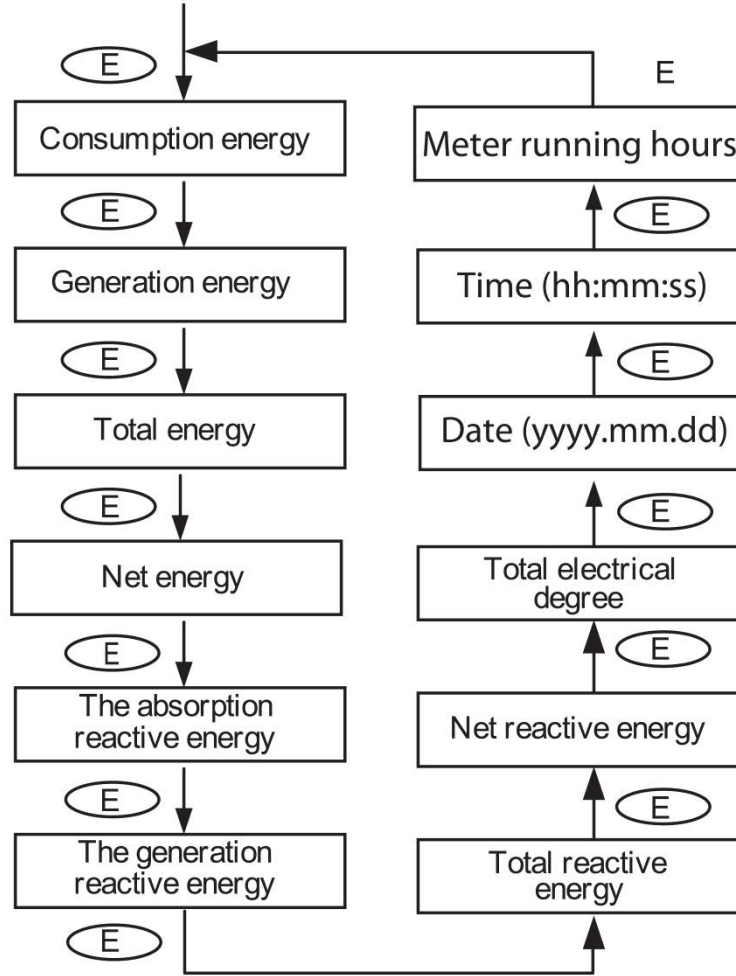 E
Consumption energy
E
Generation energy
E
Total energy
E
Net energy
E
The absorption
reactive energy
E
The generation
reactive energy
E
Total reactive
energy
E
Net reactive energy
E
Total electrical
degree
E
Date (yyyy.mm.dd)
E
Time (hh:mm:ss)
E
Meter running hours
E